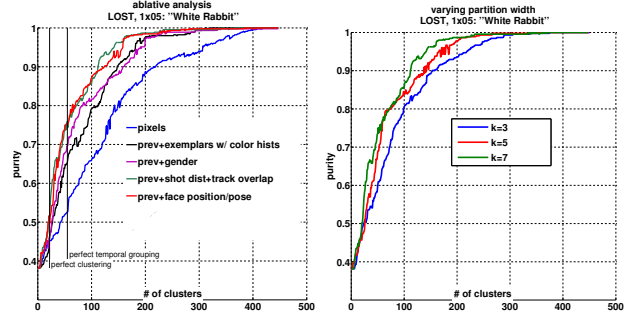 ablative analysis
LOST, 1x05: "White Rabbit"
1
0.9
0.8
0.7
0.6
0.5
0.4
purity
pixels
prev+exemplars w/ color hists
prev+gender
prev+shot dist+track overlap
prev+face position/pose
perfect temporal grouping
perfect clustering
# of clusters
0
100
200
300
400
500
varying partition width
LOST, 1x05: "White Rabbit"
1
0.9
0.8
0.7
0.6
0.5
0.4
purity
k=3
k=5
k=7
# of clusters
0
100
200
300
400
500